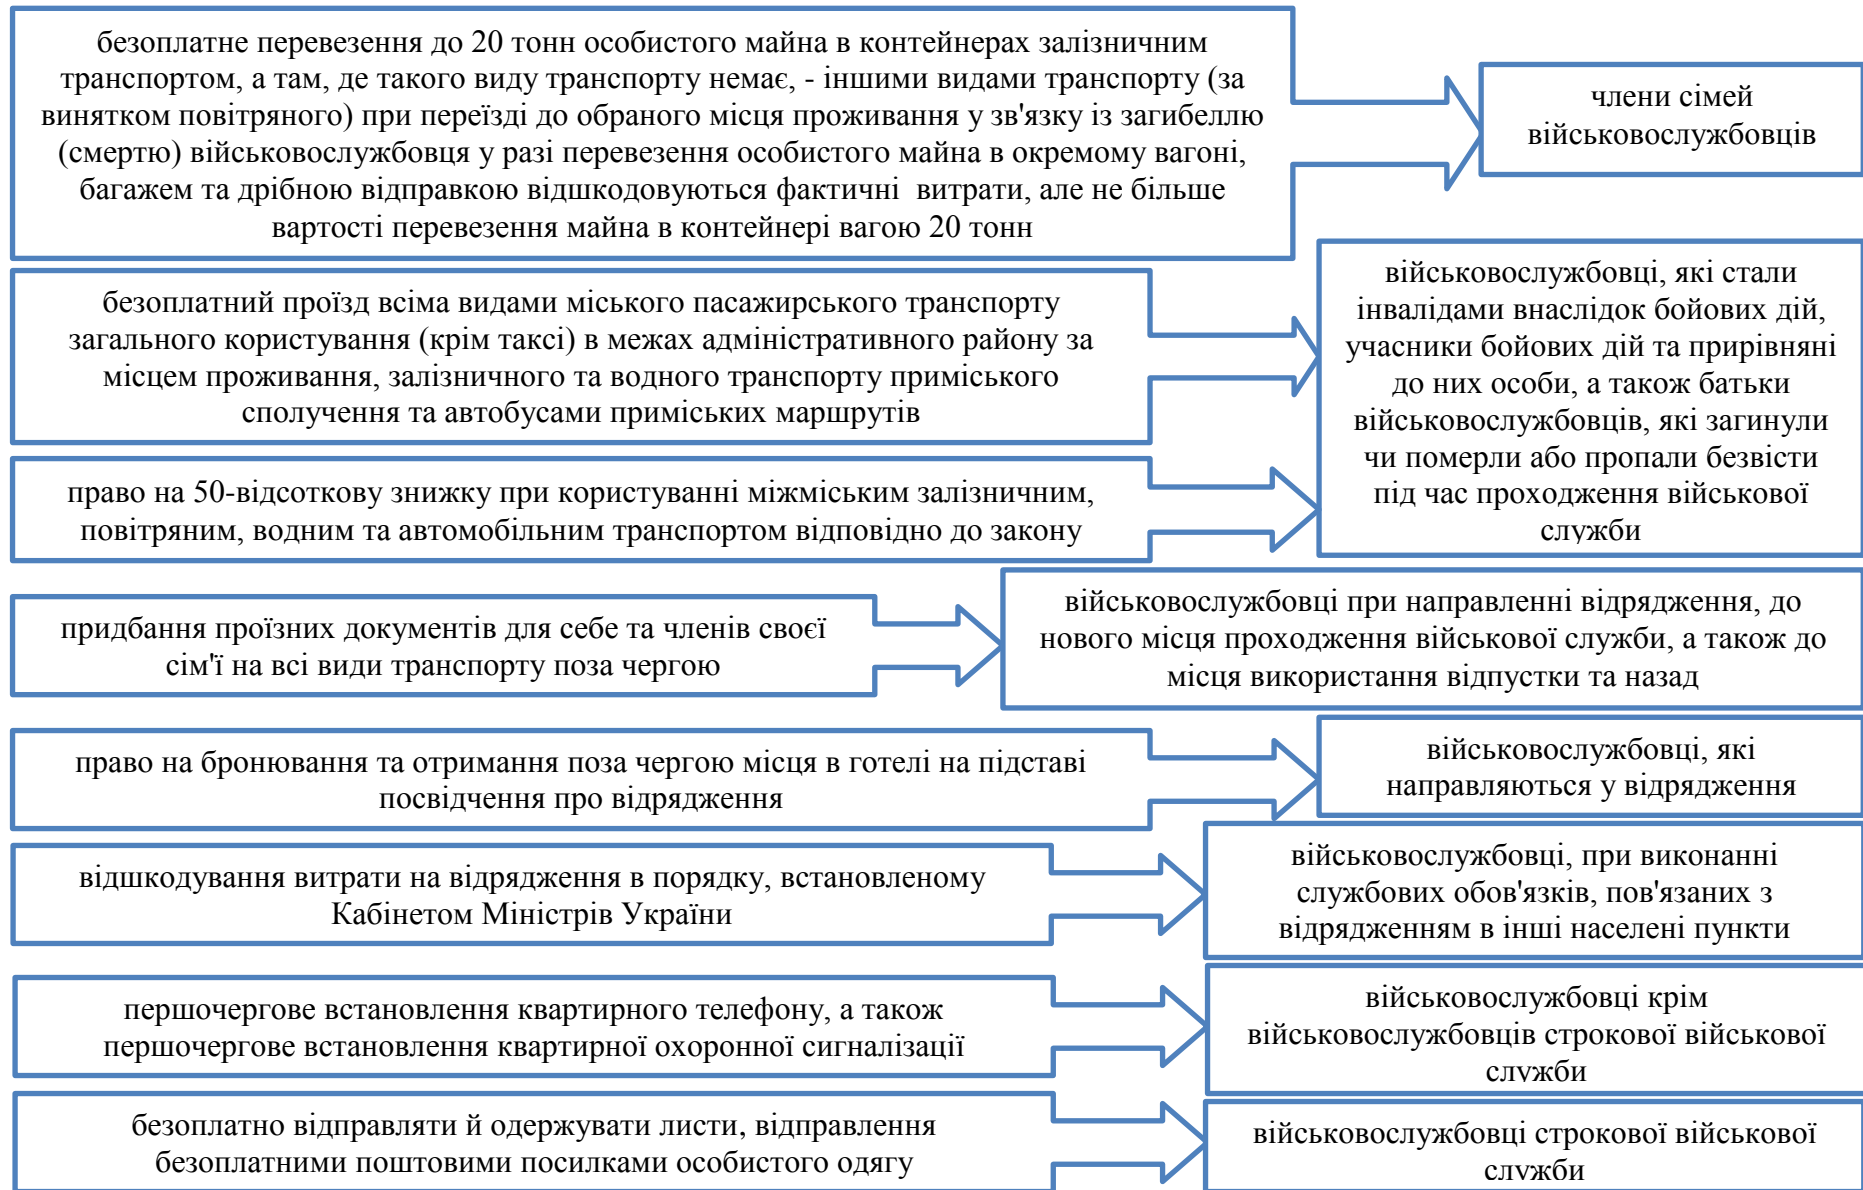 безоплатне перевезення до 20 тонн особистого майна в контейнерах залізничним
транспортом, а там, де такого виду транспорту немає, - іншими видами транспорту (за
винятком повітряного) при переїзді до обраного місця проживання у зв'язку із загибеллю
(смертю) військовослужбовця у разі перевезення особистого майна в окремому вагоні,
багажем та дрібною відправкою відшкодовуються фактичні витрати, але не більше
вартості перевезення майна в контейнері вагою 20 тонн
члени сімей
військовослужбовців
безоплатний проїзд всіма видами міського пасажирського транспорту
загального користування (крім таксі) в межах адміністративного району за
місцем проживання, залізничного та водного транспорту приміського
сполучення та автобусами приміських маршрутів
право на 50-відсоткову знижку при користуванні міжміським залізничним,
повітряним, водним та автомобільним транспортом відповідно до закону
військовослужбовці, які стали
інвалідами внаслідок бойових дій,
учасники бойових дій та прирівняні
до них особи, а також батьки
військовослужбовців, які загинули
чи померли або пропали безвісти
під час проходження військової
служби
придбання проїзних документів для себе та членів своєї
сім'ї на всі види транспорту поза чергою
військовослужбовці при направленні відрядження, до
нового місця проходження військової служби, а також до
місця використання відпустки та назад
право на бронювання та отримання поза чергою місця в готелі на підставі
посвідчення про відрядження
військовослужбовці, які
направляються у відрядження
відшкодування витрати на відрядження в порядку, встановленому
Кабінетом Міністрів України
військовослужбовці, при виконанні
службових обов'язків, пов'язаних з
відрядженням в інші населені пункти
першочергове встановлення квартирного телефону, а також
першочергове встановлення квартирної охоронної сигналізації
військовослужбовці крім
військовослужбовців строкової військової
служби
безоплатно відправляти й одержувати листи, відправлення
безоплатними поштовими посилками особистого одягу
військовослужбовці строкової військової
служби